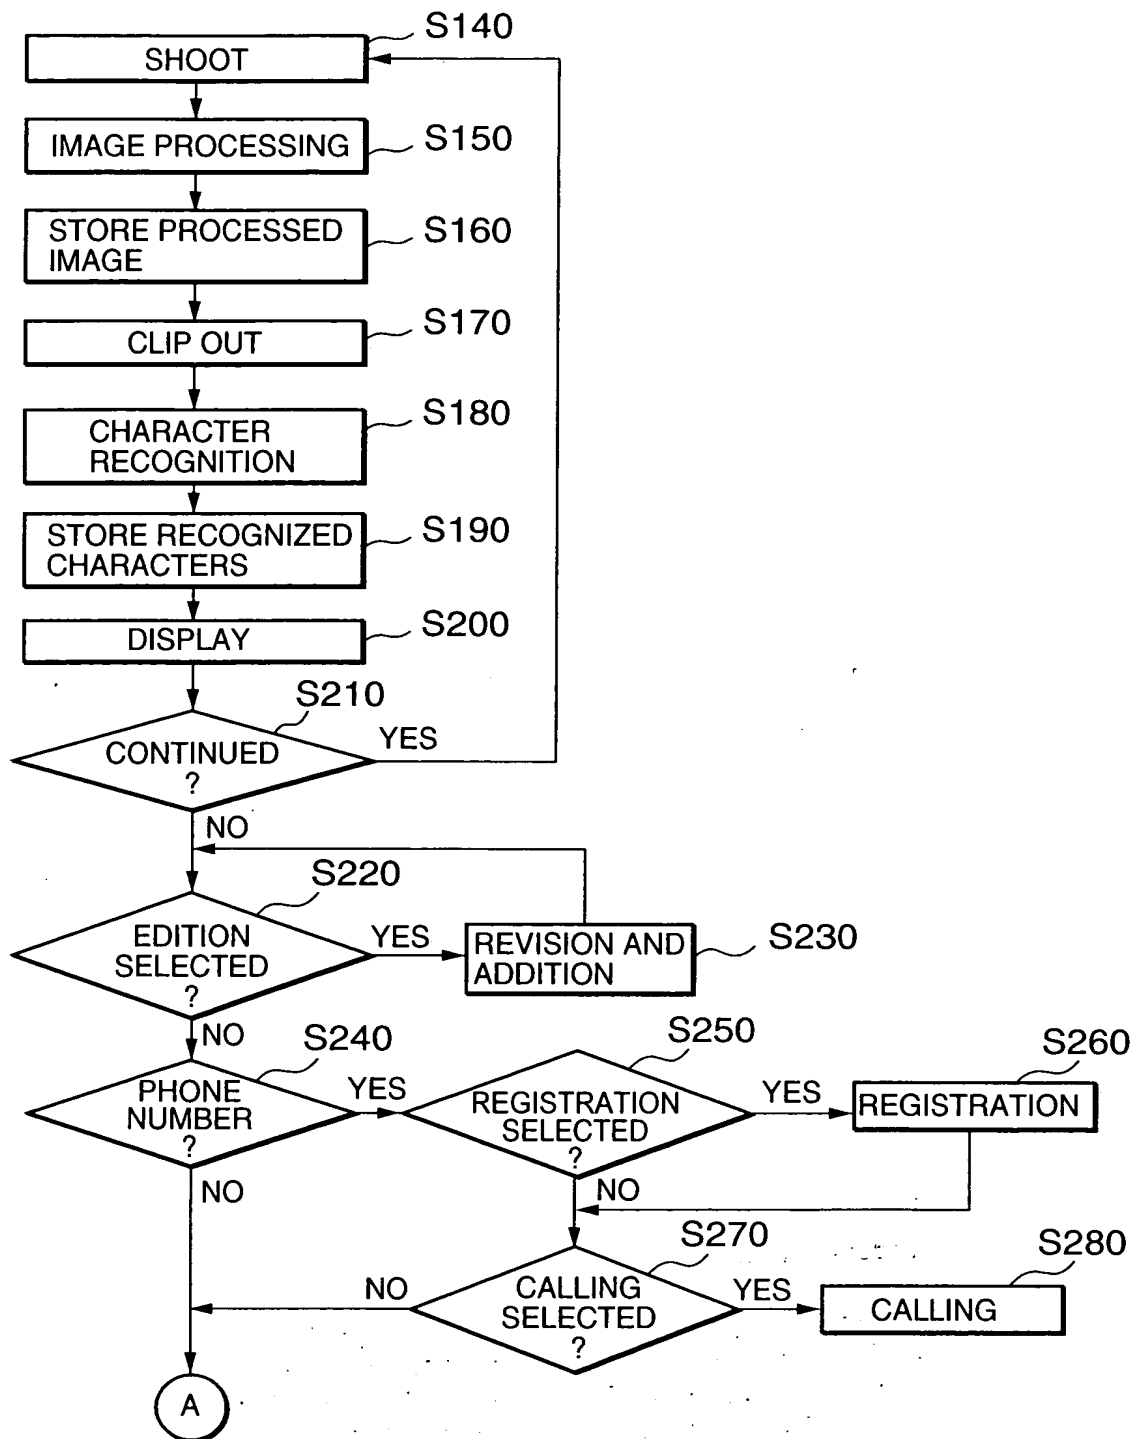 S140
SHOOT
IMAGE PROCESSING
S150
STORE PROCESSED
IMAGE
S160
CLIP OUT
S170
CHARACTER
RECOGNITION
S180
STORE RECOGNIZED
CHARACTERS
S190
DISPLAY
S200
S210
CONTINUED
?
YES
NO
S220
EDITION
SELECTED
?
YES
REVISION AND
ADDITION
S230
NO
S240
PHONE
NUMBER
?
YES
S250
REGISTRATION
SELECTED
?
YES
S260
REGISTRATION
NO
NO
S270
CALLING
SELECTED
?
NO
YES
S280
CALLING
A